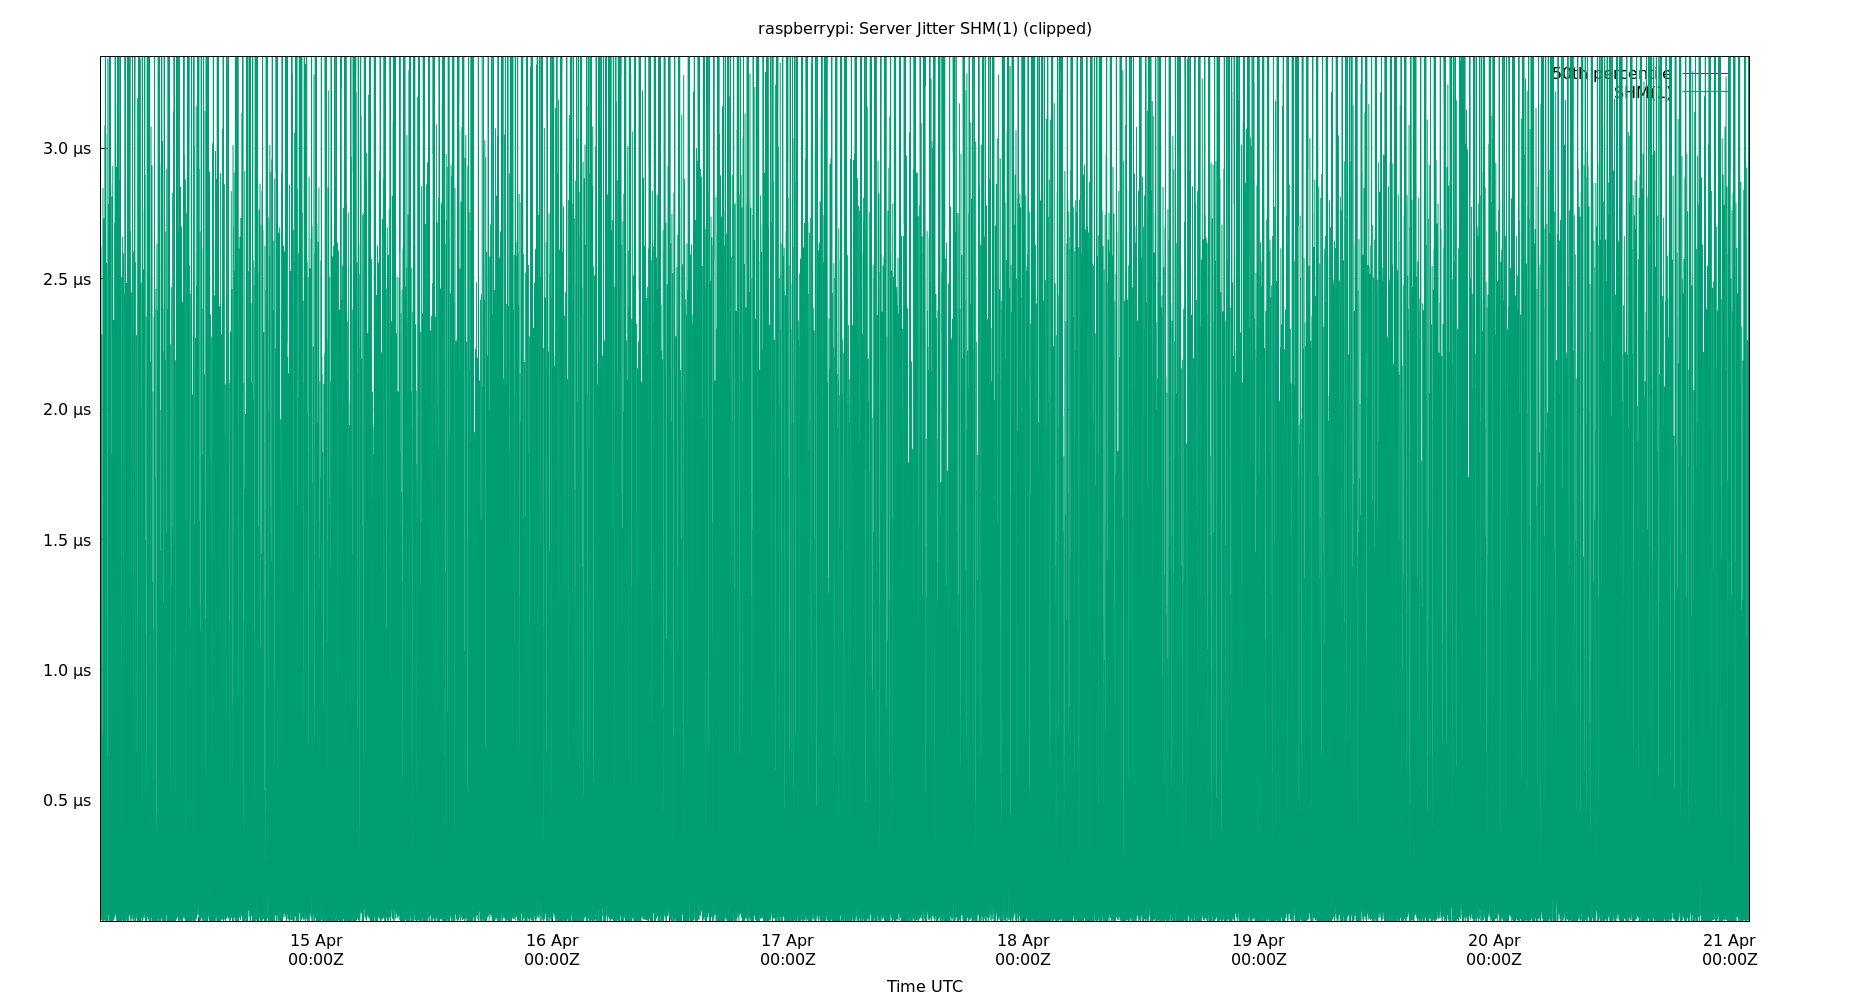 raspberrypi: Server Jitter SHM(1) (clipped)
50th percentile
SHM(1)
3.0 µs
2.5 µs
2.0 µs
1.5 µs
1.0 µs
0.5 µs
15 Apr 16 Apr 17 Apr 18 Apr 19 Apr 20 Apr 21 Apr
00:00Z 00:00Z 00:00Z 00:00Z 00:00Z 00:00Z 00:00Z
Time UTC